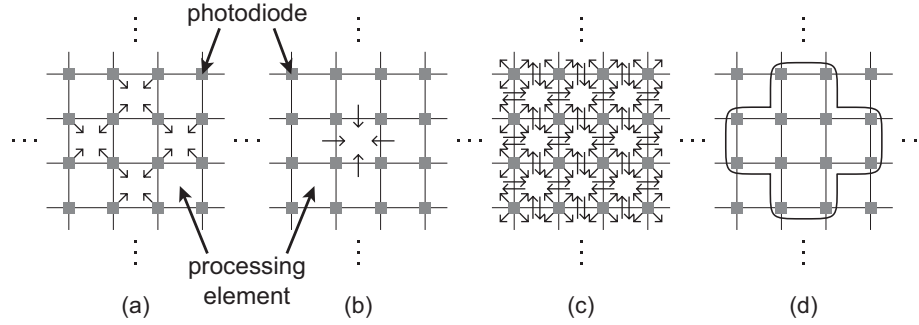 photodiode
processing
element
(a)
(b)
(c)
(d)